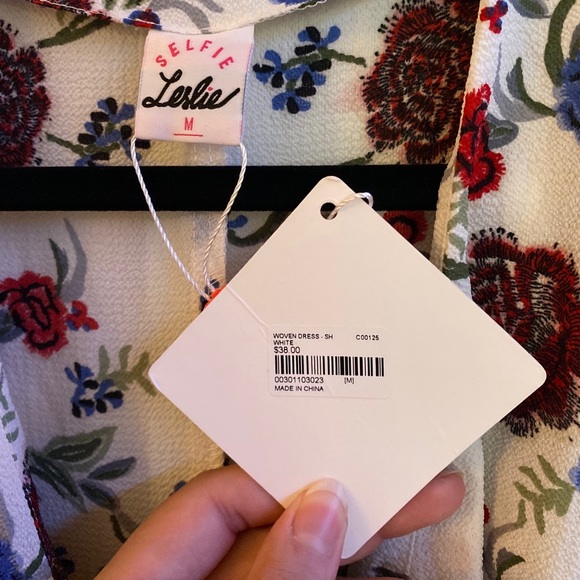 SELFIE
Leslie
M
WOVEN DRESS - SH C00125
WHITE
$38.00
00301103023 [M]
MADE IN CHINA